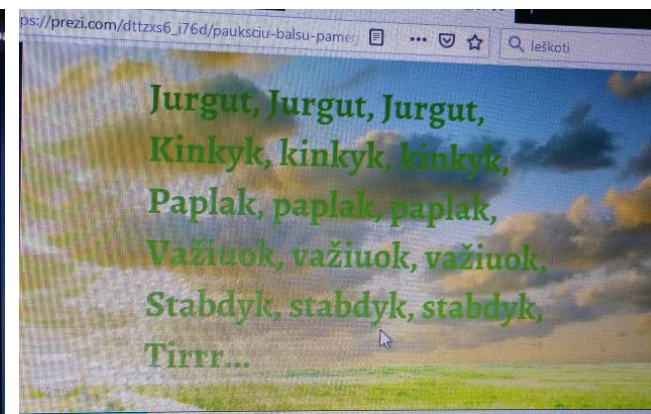 ps://prezi.com/dttzxs6_i76d/pauksciu-balsu-pame
Ieškoti
Jurgut, Jurgut, Jurgut,
Kinkyk, kinkyk, kinkyk,
Paplak, paplak, paplak,
Važiuok, važiuok, važiuok,
Stabdyk, stabdyk, stabdyk,
Tirrr...